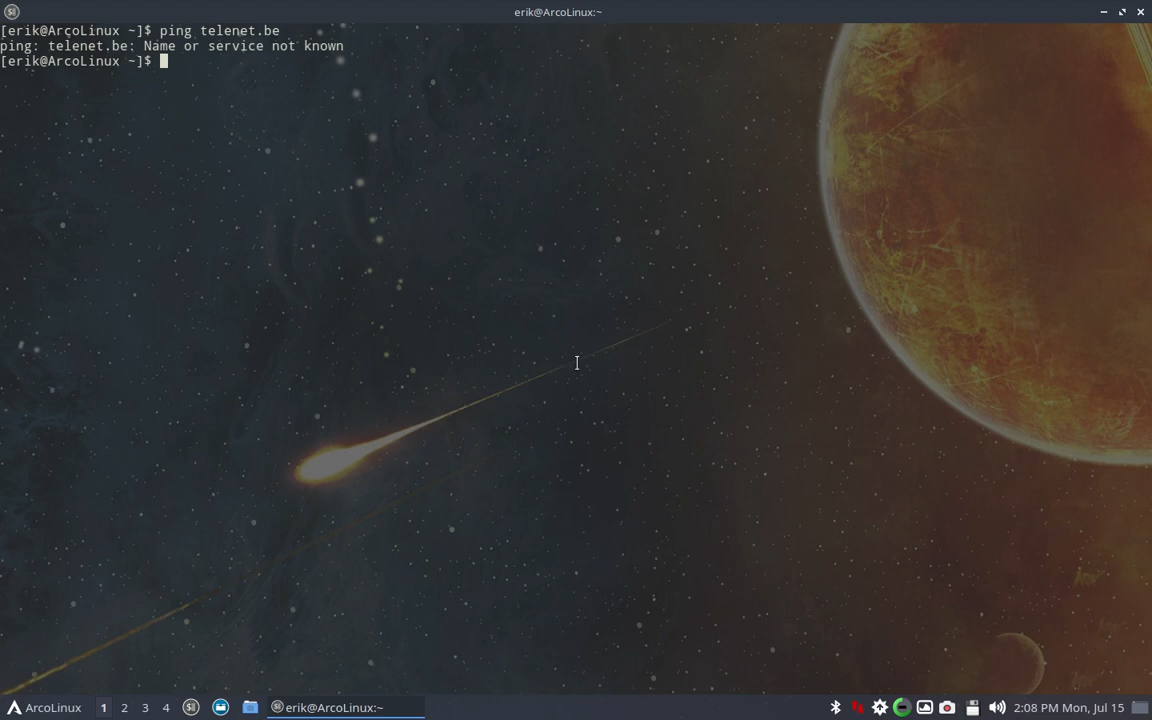 erik@ArcoLinux:~
[erik@ArcoLinux ~]$ ping telenet.be
ping: telenet.be: Name or service not known
[erik@ArcoLinux ~]$
ArcoLinux 1 2 3 4 erik@ArcoLinux:~ 2:08 PM Mon, Jul 15